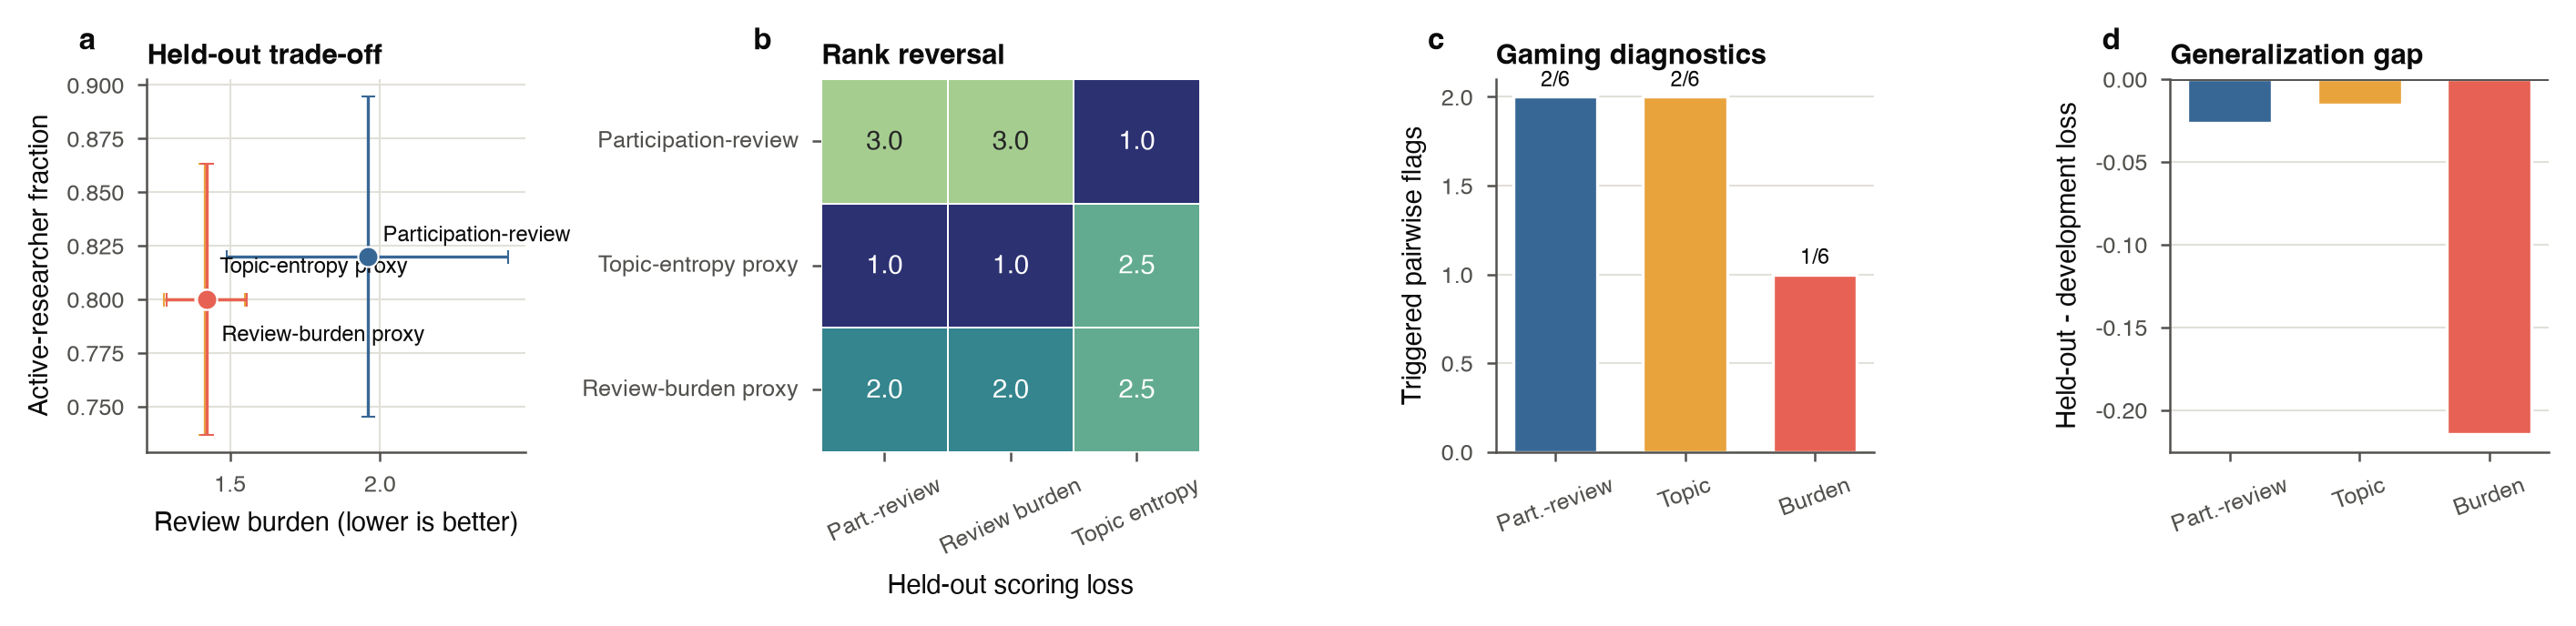 a
Held-out trade-off
0.900
0.875
0.850
0.825
0.800
0.775
0.750
Active-researcher fraction
Participation-review
Topic-entropy proxy
Review-burden proxy
1.5
2.0
Review burden (lower is better)
b
Rank reversal
Participation-review
3.0
3.0
1.0
Topic-entropy proxy
1.0
1.0
2.5
Review-burden proxy
2.0
2.0
2.5
Part.-review
Review burden
Topic entropy
Held-out scoring loss
c
Gaming diagnostics
2/6
2/6
1/6
2.0
1.5
1.0
0.5
0.0
Triggered pairwise flags
Part.-review
Topic
Burden
d
Generalization gap
0.00
-0.05
-0.10
-0.15
-0.20
Held-out - development loss
Part.-review
Topic
Burden